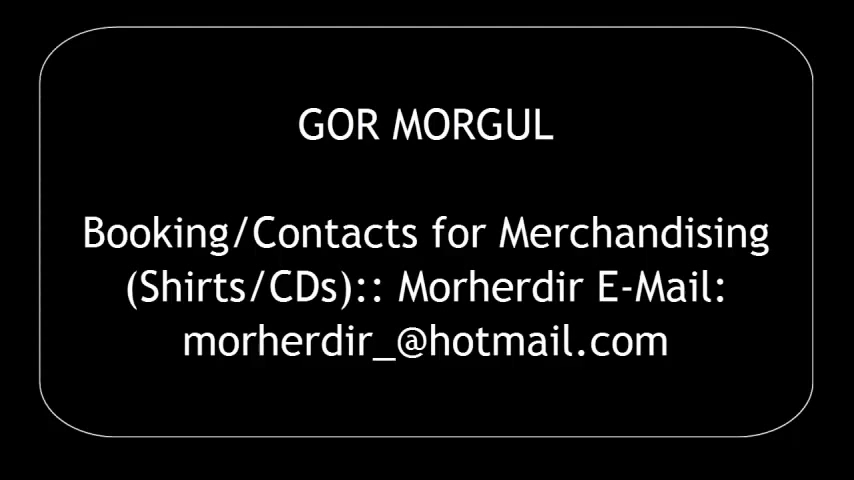 GOR MORGUL
Booking/Contacts for Merchandising
(Shirts/CDs):: Morherdir E-Mail:
morherdir_@hotmail.com